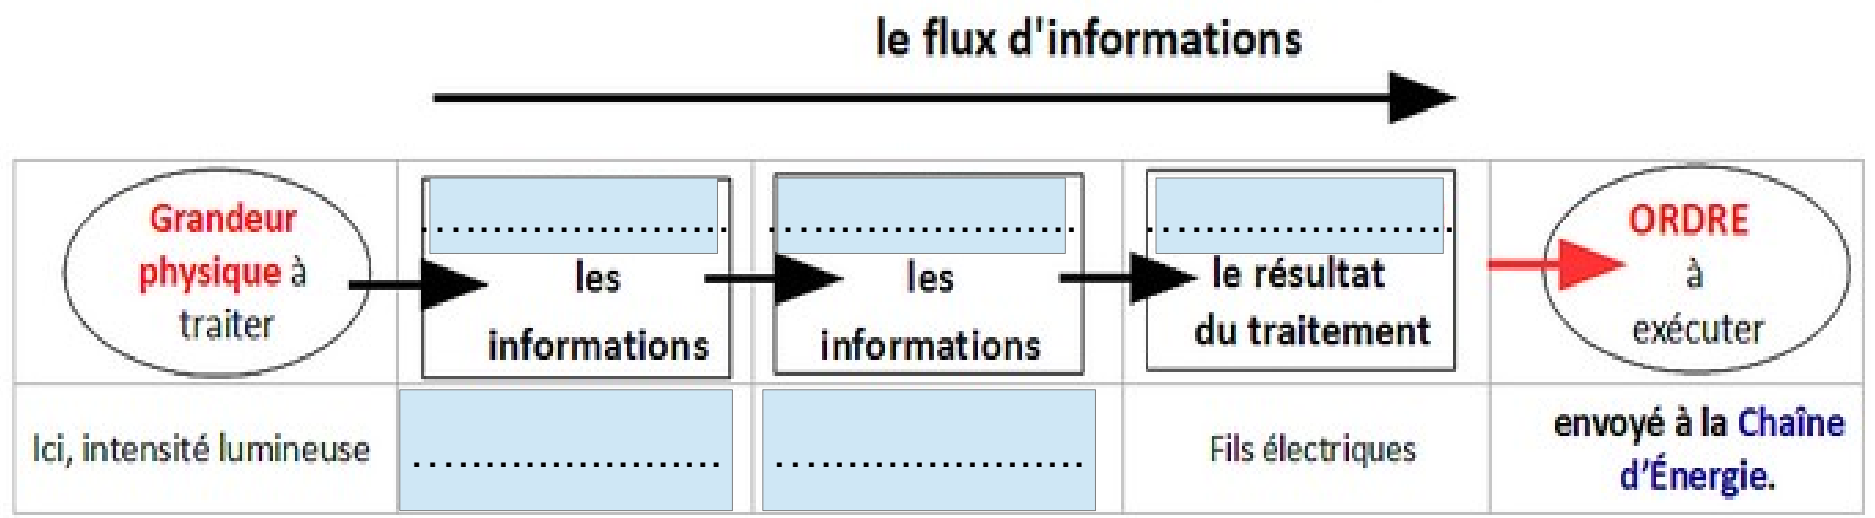 le flux d'informations
Grandeur
physique à
traiter
....................
les
informations
....................
les
informations
....................
le résultat
du traitement
ORDRE
à
exécuter
Ici, intensité lumineuse
....................
....................
Fils électriques
envoyé à la Chaîne
d'Énergie.